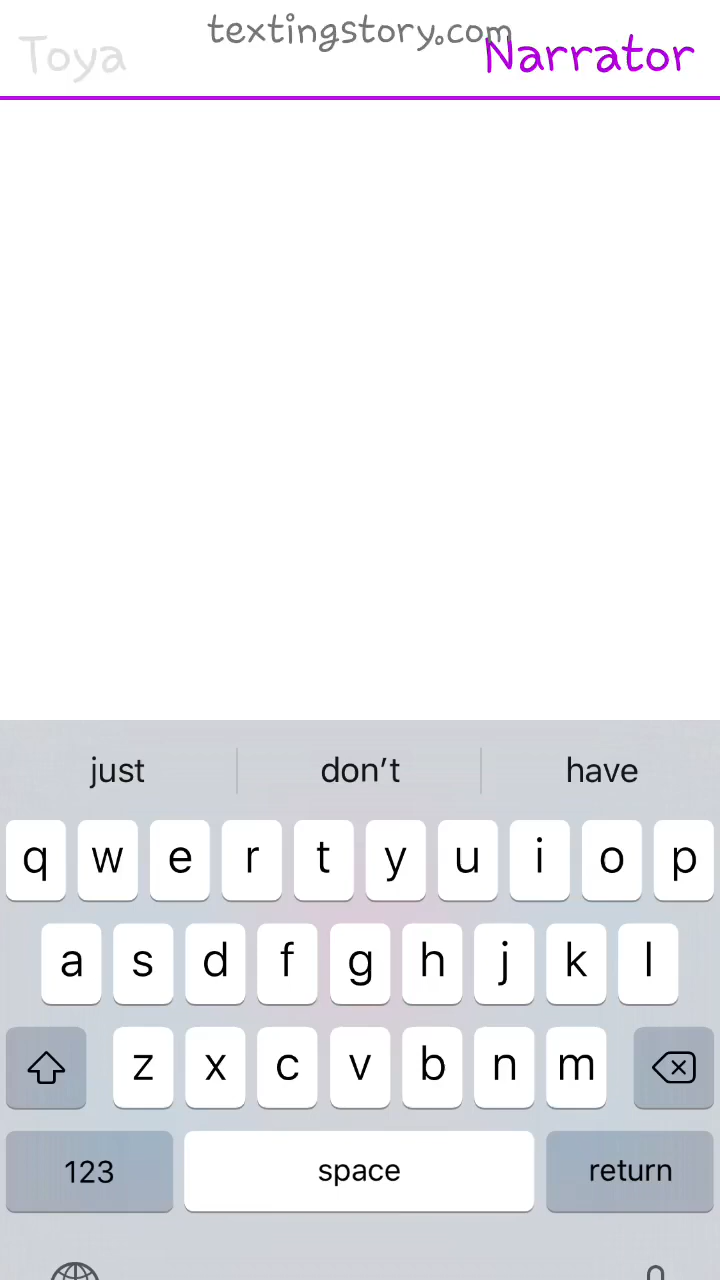 textingstory.com
Toya
Narrator
just don't have
q w e r t y u i o p
a s d f g h j k l
z x c v b n m
123 space return